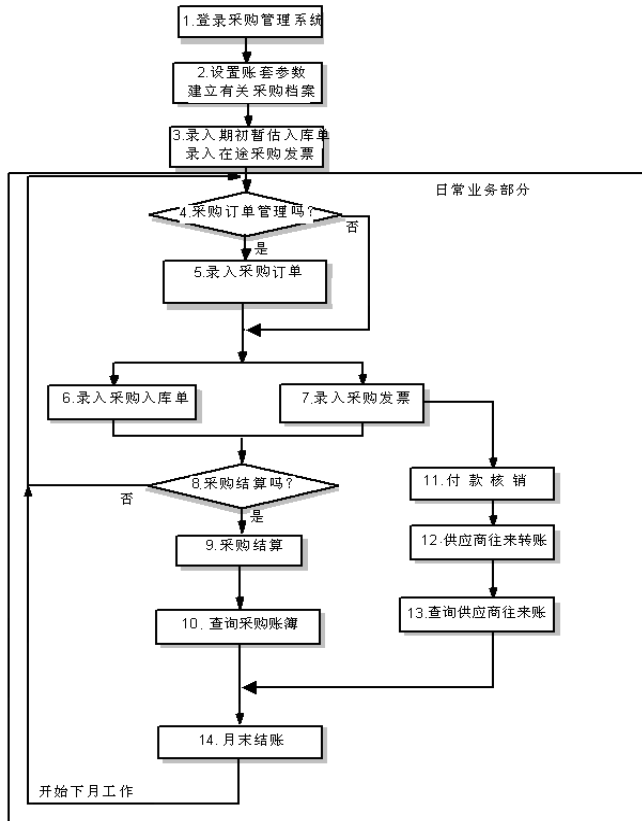 1.登录采购管理系统
2.设置账套参数
建立有关采购档案
3.录入期初暂估入库单
录入在途采购发票
日常业务部分
4.采购订单管理吗?
否
是
5.录入采购订单
6.录入采购入库单
7.录入采购发票
8.采购结算吗?
否
是
11.付款核销
9.采购结算
12.供应商往来转账
10.查询采购账簿
13.查询供应商往来账
14.月末结账
开始下月工作